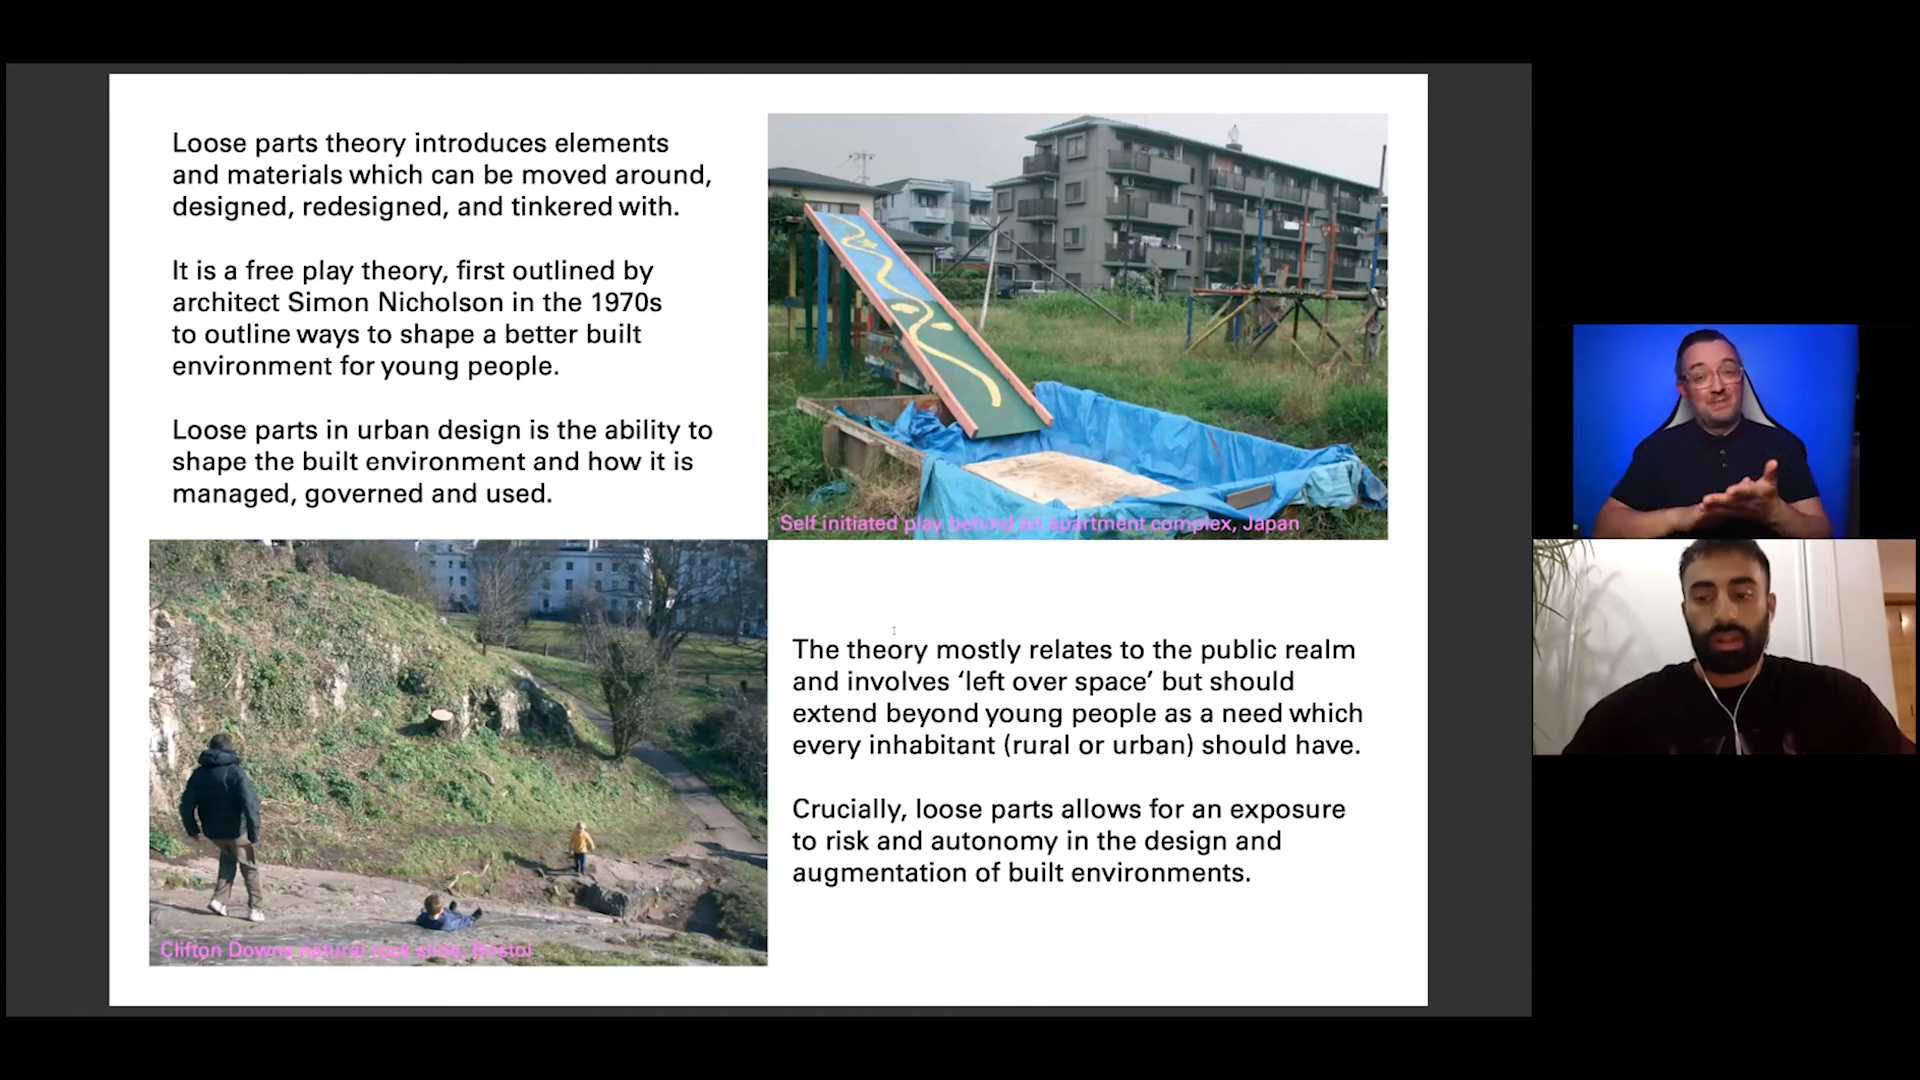 Loose parts theory introduces elements
and materials which can be moved around,
designed, redesigned, and tinkered with.
It is a free play theory, first outlined by
architect Simon Nicholson in the 1970s
to outline ways to shape a better built
environment for young people.
Loose parts in urban design is the ability to
shape the built environment and how it is
managed, governed and used.
Self initiated play behind an apartment complex, Japan
Clifton Downs natural rock slide, Bristol
The theory mostly relates to the public realm
and involves ‘left over space’ but should
extend beyond young people as a need which
every inhabitant (rural or urban) should have.
Crucially, loose parts allows for an exposure
to risk and autonomy in the design and
augmentation of built environments.